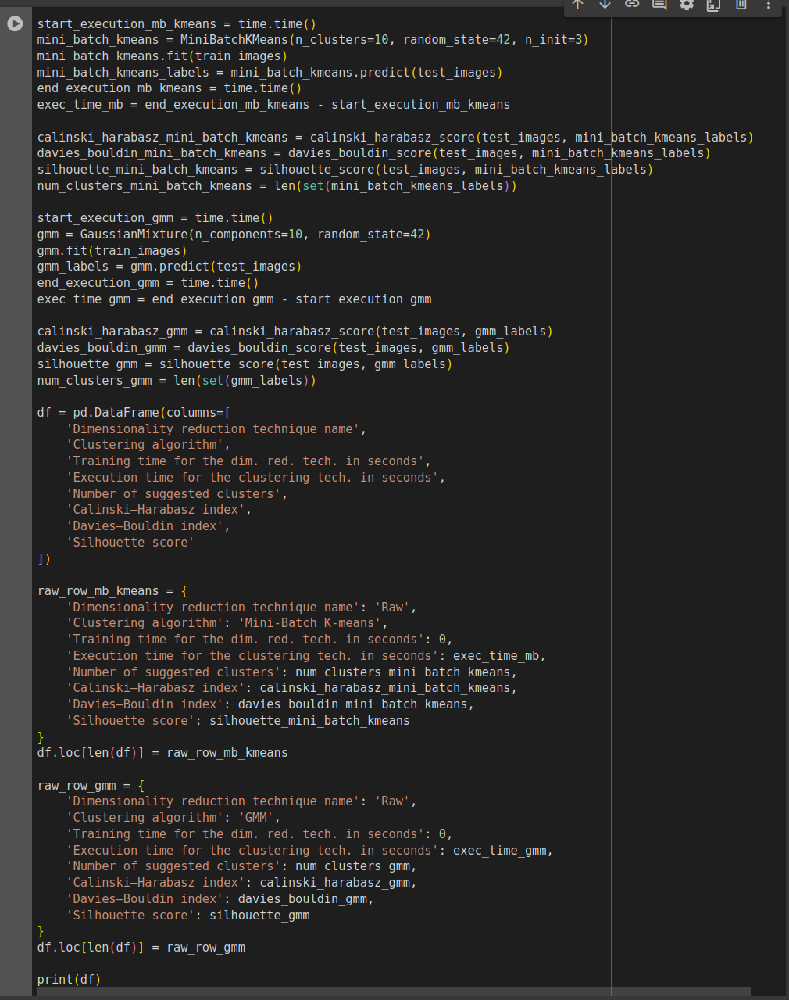 start_execution_mb_kmeans = time.time()
mini_batch_kmeans = MiniBatchKMeans(n_clusters=10, random_state=42, n_init=3)
mini_batch_kmeans.fit(train_images)
mini_batch_kmeans_labels = mini_batch_kmeans.predict(test_images)
end_execution_mb_kmeans = time.time()
exec_time_mb = end_execution_mb_kmeans - start_execution_mb_kmeans

calinski_harabasz_mini_batch_kmeans = calinski_harabasz_score(test_images, mini_batch_kmeans_labels)
davies_bouldin_mini_batch_kmeans = davies_bouldin_score(test_images, mini_batch_kmeans_labels)
silhouette_mini_batch_kmeans = silhouette_score(test_images, mini_batch_kmeans_labels)
num_clusters_mini_batch_kmeans = len(set(mini_batch_kmeans_labels))

start_execution_gmm = time.time()
gmm = GaussianMixture(n_components=10, random_state=42)
gmm.fit(train_images)
gmm_labels = gmm.predict(test_images)
end_execution_gmm = time.time()
exec_time_gmm = end_execution_gmm - start_execution_gmm

calinski_harabasz_gmm = calinski_harabasz_score(test_images, gmm_labels)
davies_bouldin_gmm = davies_bouldin_score(test_images, gmm_labels)
silhouette_gmm = silhouette_score(test_images, gmm_labels)
num_clusters_gmm = len(set(gmm_labels))

df = pd.DataFrame(columns=[
    'Dimensionality reduction technique name',
    'Clustering algorithm',
    'Training time for the dim. red. tech. in seconds',
    'Execution time for the clustering tech. in seconds',
    'Number of suggested clusters',
    'Calinski–Harabasz index',
    'Davies–Bouldin index',
    'Silhouette score'
])

raw_row_mb_kmeans = {
    'Dimensionality reduction technique name': 'Raw',
    'Clustering algorithm': 'Mini-Batch K-means',
    'Training time for the dim. red. tech. in seconds': 0,
    'Execution time for the clustering tech. in seconds': exec_time_mb,
    'Number of suggested clusters': num_clusters_mini_batch_kmeans,
    'Calinski–Harabasz index': calinski_harabasz_mini_batch_kmeans,
    'Davies–Bouldin index': davies_bouldin_mini_batch_kmeans,
    'Silhouette score': silhouette_mini_batch_kmeans
}
df.loc[len(df)] = raw_row_mb_kmeans

raw_row_gmm = {
    'Dimensionality reduction technique name': 'Raw',
    'Clustering algorithm': 'GMM',
    'Training time for the dim. red. tech. in seconds': 0,
    'Execution time for the clustering tech. in seconds': exec_time_gmm,
    'Number of suggested clusters': num_clusters_gmm,
    'Calinski–Harabasz index': calinski_harabasz_gmm,
    'Davies–Bouldin index': davies_bouldin_gmm,
    'Silhouette score': silhouette_gmm
}
df.loc[len(df)] = raw_row_gmm

print(df)